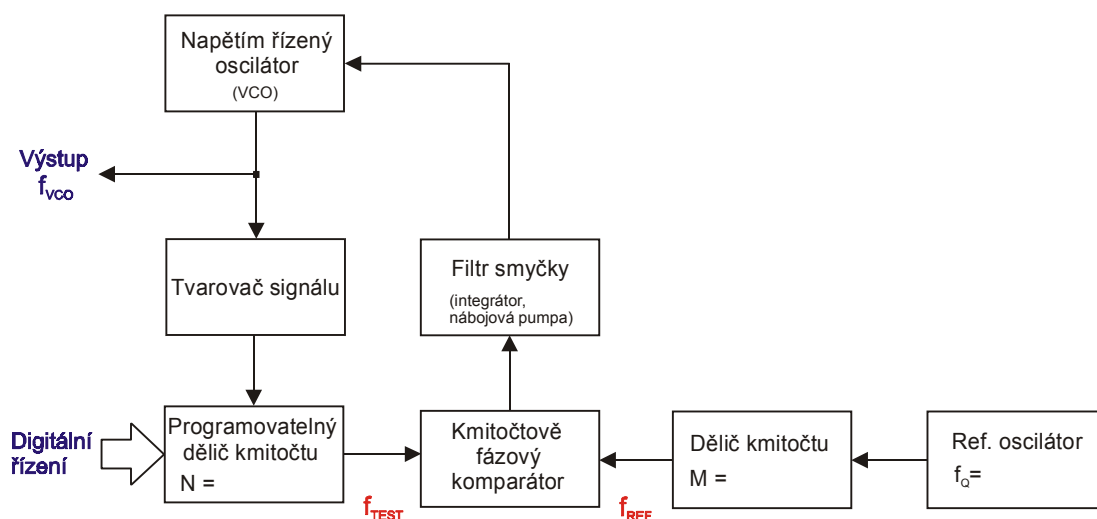 Napětím řízený
oscilátor
(VCO)
Výstup
fVCO
Tvarovač signálu
Filtr smyčky
(integrátor,
nábojová pumpa)
Digitální
řízení
Programovatelný
dělič kmitočtu
N =
Kmitočtově
fázový
komparátor
Dělič kmitočtu
M =
Ref. oscilátor
fQ=
fTEST
fREF